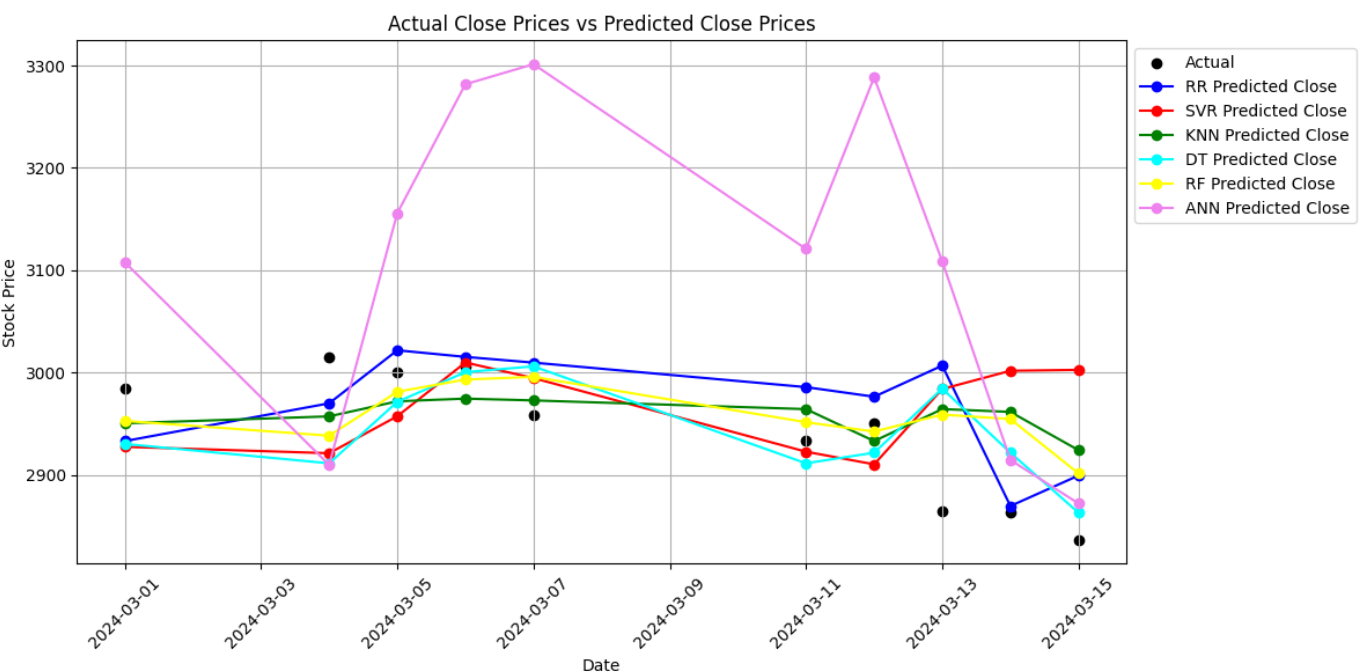 Actual Close Prices vs Predicted Close Prices
3300
3200
3100
3000
2900
Stock Price
2024-03-01
2024-03-03
2024-03-05
2024-03-07
2024-03-09
2024-03-11
2024-03-13
2024-03-15
Date
Actual
RR Predicted Close
SVR Predicted Close
KNN Predicted Close
DT Predicted Close
RF Predicted Close
ANN Predicted Close